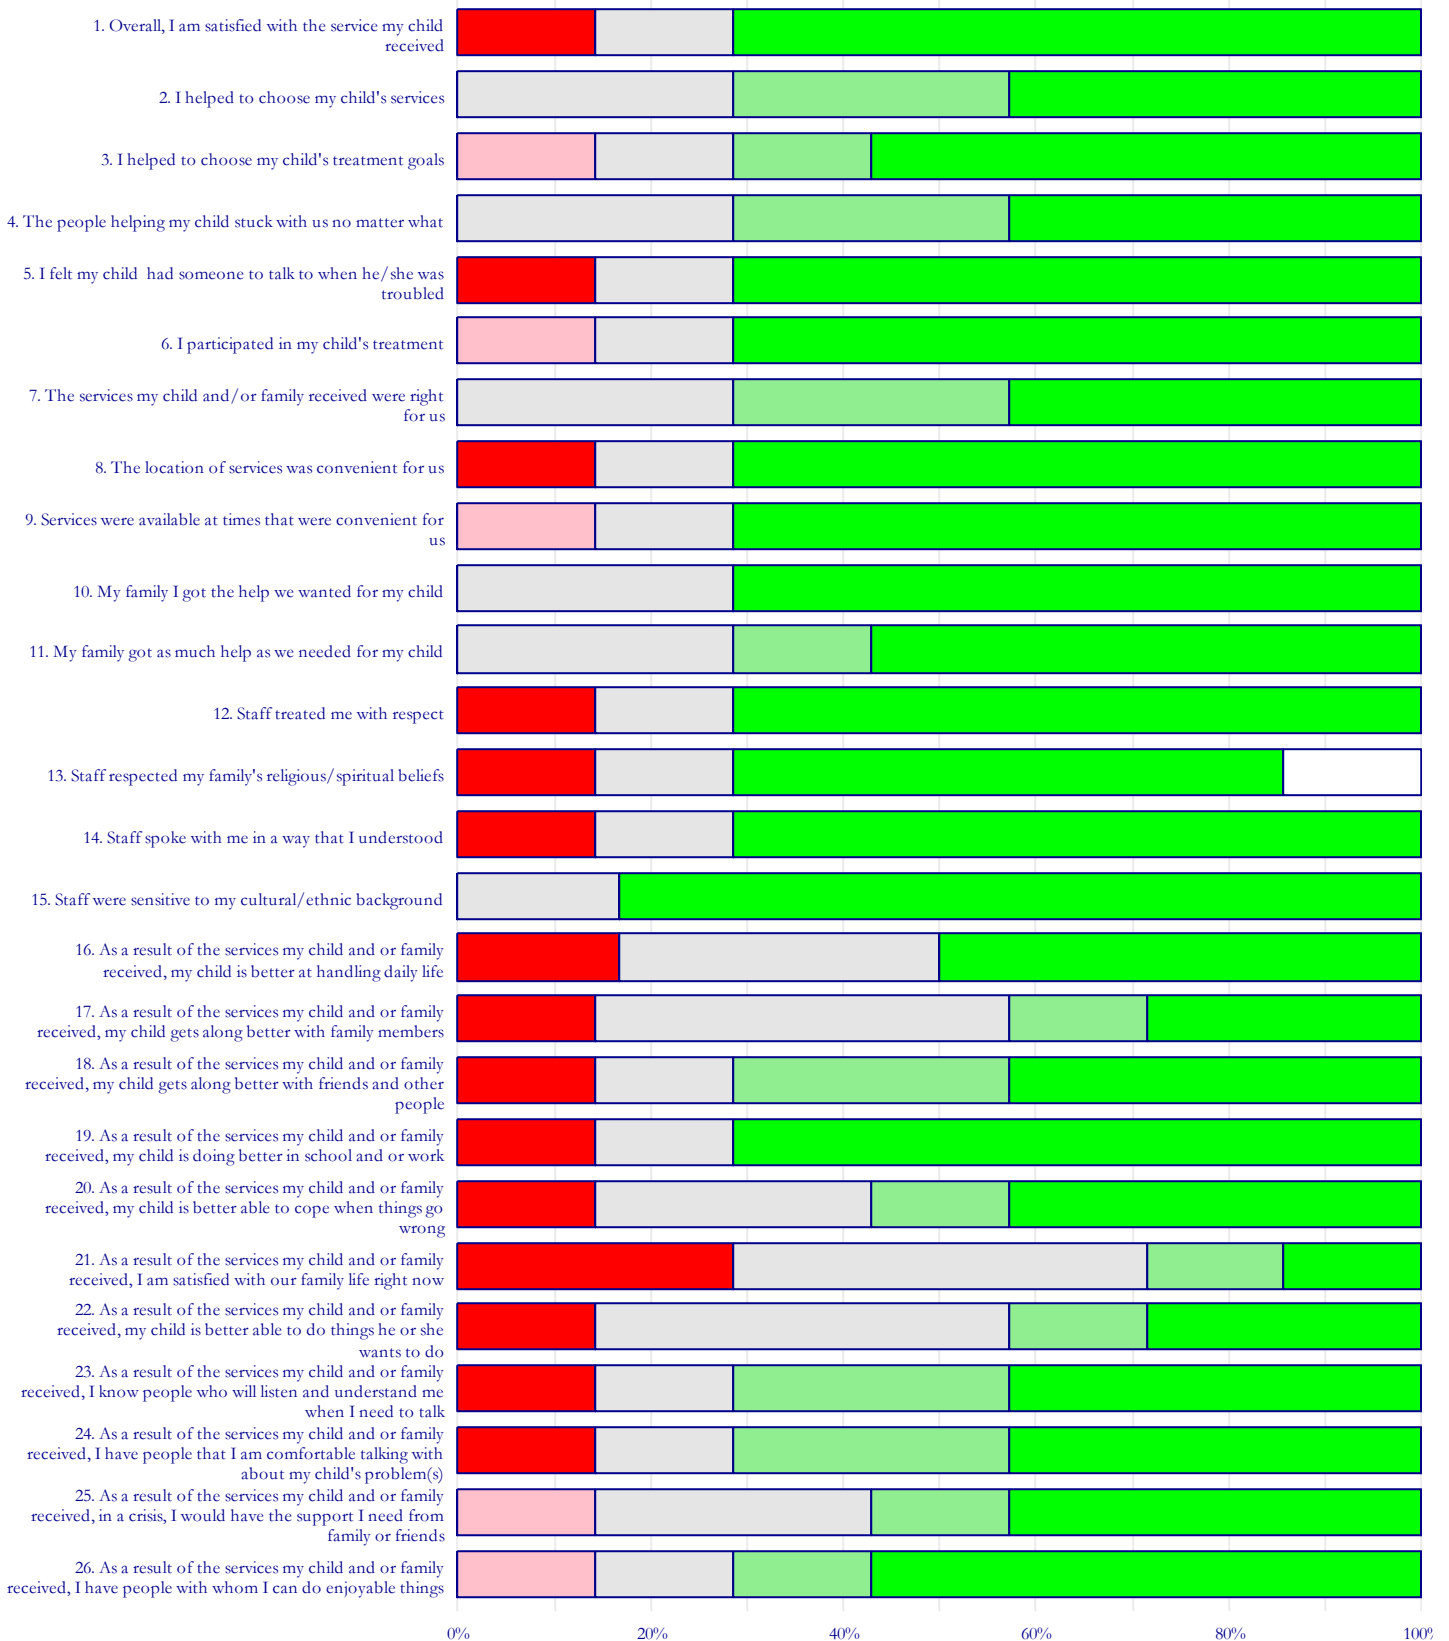 1. Overall, I am satisfied with the service my child
received
2. I helped to choose my child's services
3. I helped to choose my child's treatment goals
4. The people helping my child stuck with us no matter what
5. I felt my child had someone to talk to when he/she was
troubled
6. I participated in my child's treatment
7. The services my child and/or family received were right
for us
8. The location of services was convenient for us
9. Services were available at times that were convenient for
us
10. My family I got the help we wanted for my child
11. My family got as much help as we needed for my child
12. Staff treated me with respect
13. Staff respected my family's religious/spiritual beliefs
14. Staff spoke with me in a way that I understood
15. Staff were sensitive to my cultural/ethnic background
16. As a result of the services my child and or family
received, my child is better at handling daily life
17. As a result of the services my child and or family
received, my child gets along better with family members
18. As a result of the services my child and or family
received, my child gets along better with friends and other
people
19. As a result of the services my child and or family
received, my child is doing better in school and or work
20. As a result of the services my child and or family
received, my child is better able to cope when things go
wrong
21. As a result of the services my child and or family
received, I am satisfied with our family life right now
22. As a result of the services my child and or family
received, my child is better able to do things he or she
wants to do
23. As a result of the services my child and or family
received, I know people who will listen and understand me
when I need to talk
24. As a result of the services my child and or family
received, I have people that I am comfortable talking with
about my child's problem(s)
25. As a result of the services my child and or family
received, in a crisis, I would have the support I need from
family or friends
26. As a result of the services my child and or family
received, I have people with whom I can do enjoyable things
0% 20% 40% 60% 80% 100%